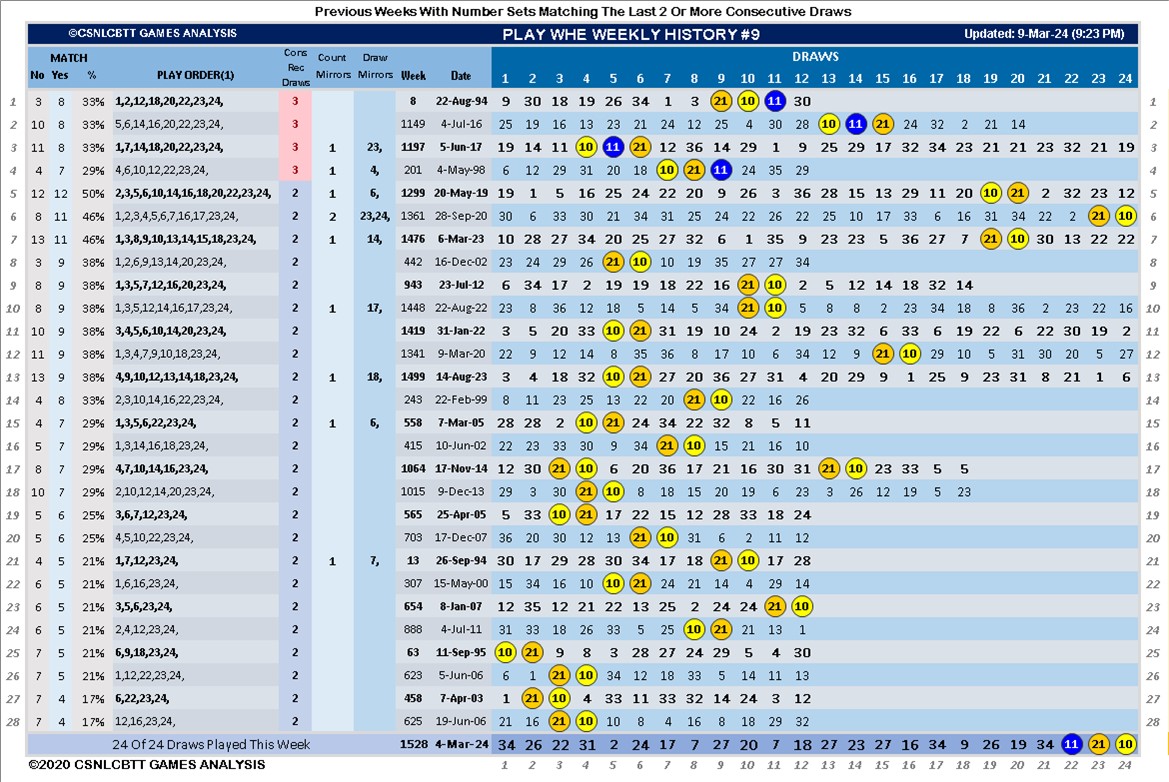 Previous Weeks With Number Sets Matching The Last 2 Or More Consecutive Draws
©CSNLCBTT GAMES ANALYSIS PLAY WHE WEEKLY HISTORY #9 Updated: 9-Mar-24 (9:23 PM)
MATCH Cons Count Draw DRAWS
No Yes % PLAY ORDER(1) Rec Draws Mirrors Mirrors Week Date 1 2 3 4 5 6 7 8 9 10 11 12 13 14 15 16 17 18 19 20 21 22 23 24
1 3 8 33% 1,2,12,18,20,22,23,24, 3 8 22-Aug-94 9 30 18 19 26 34 1 3 21 10 11 30 1
2 10 8 33% 5,6,14,16,20,22,23,24, 3 1149 4-Jul-16 25 19 16 13 23 21 24 12 25 4 30 28 10 11 21 24 32 2 21 14 2
3 11 8 33% 1,7,14,18,20,22,23,24, 3 1 23, 1197 5-Jun-17 19 14 11 10 11 21 12 36 14 29 1 9 25 29 17 32 34 23 21 23 32 21 19 3
4 4 7 29% 4,6,10,12,22,23,24, 3 1 4, 201 4-May-98 6 12 29 31 20 18 10 21 11 24 35 29 4
5 12 12 50% 2,3,5,6,10,14,16,18,20,22,23,24, 2 1 6, 1299 20-May-19 19 1 5 16 25 24 22 20 9 26 3 36 28 15 13 29 11 20 10 21 2 32 23 12 5
6 8 11 46% 1,2,3,4,5,6,7,16,17,23,24, 2 2 23,24, 1361 28-Sep-20 30 6 33 30 21 34 31 25 24 22 26 22 25 10 17 33 6 16 31 34 22 2 21 10 6
7 13 11 46% 1,3,8,9,10,13,14,15,18,23,24, 2 1 14, 1476 6-Mar-23 10 28 27 34 20 25 27 32 6 1 35 9 23 23 5 36 27 7 21 10 30 13 22 22 7
8 3 9 38% 1,2,6,9,13,14,20,23,24, 2 442 16-Dec-02 23 24 29 26 21 10 10 19 35 27 27 34 8
9 8 9 38% 1,3,5,7,12,16,20,23,24, 2 943 23-Jul-12 6 34 17 2 19 19 18 22 16 21 10 2 5 12 14 18 32 14 9
10 8 9 38% 1,3,5,12,14,16,17,23,24, 2 1 17, 1448 22-Aug-22 23 8 36 12 18 5 14 5 34 21 10 5 8 8 2 23 34 18 8 36 2 23 22 16 10
11 10 9 38% 3,4,5,6,10,14,20,23,24, 2 1419 31-Jan-22 3 5 20 33 10 21 31 19 10 24 2 19 23 32 6 33 6 19 22 6 22 30 19 2 11
12 11 9 38% 1,3,4,7,9,10,18,23,24, 2 1341 9-Mar-20 22 9 12 14 8 35 36 8 17 10 6 34 12 9 21 10 29 10 5 31 30 20 5 27 12
13 13 9 38% 4,9,10,12,13,14,18,23,24, 2 1 18, 1499 14-Aug-23 3 4 18 32 10 21 27 20 36 27 31 4 20 29 9 1 25 9 23 31 8 21 1 6 13
14 4 8 33% 2,3,10,14,16,22,23,24, 2 243 22-Feb-99 8 11 23 25 13 22 20 21 10 22 16 26 14
15 4 7 29% 1,3,5,6,22,23,24, 2 1 6, 558 7-Mar-05 28 28 2 10 21 24 34 22 32 8 5 11 15
16 5 7 29% 1,3,14,16,18,23,24, 2 415 10-Jun-02 22 23 33 30 9 34 21 10 15 21 16 10 16
17 8 7 29% 4,7,10,14,16,23,24, 2 1064 17-Nov-14 12 30 21 10 6 20 36 17 21 16 30 31 21 10 23 33 5 5 17
18 10 7 29% 2,10,12,14,20,23,24, 2 1015 9-Dec-13 29 3 30 21 10 8 18 15 20 19 6 23 3 26 12 19 5 23 18
19 5 6 25% 3,6,7,12,23,24, 2 565 25-Apr-05 5 33 10 21 17 22 15 12 28 33 18 24 19
20 5 6 25% 4,5,10,22,23,24, 2 703 17-Dec-07 36 20 30 12 13 21 10 31 6 2 11 12 20
21 4 5 21% 1,7,12,23,24, 2 1 7, 13 26-Sep-94 30 17 29 28 30 34 17 18 21 10 17 28 21
22 6 5 21% 1,6,16,23,24, 2 307 15-May-00 15 34 16 10 10 21 24 21 14 4 29 14 22
23 6 5 21% 3,5,6,23,24, 2 654 8-Jan-07 12 35 12 21 22 13 25 2 24 24 21 10 23
24 6 5 21% 2,4,12,23,24, 2 888 4-Jul-11 31 33 18 26 33 5 25 10 21 21 13 1 24
25 7 5 21% 6,9,18,23,24, 2 63 11-Sep-95 10 21 9 8 3 28 27 24 29 5 4 30 25
26 7 5 21% 1,12,22,23,24, 2 623 5-Jun-06 6 1 21 10 34 12 18 33 5 14 11 13 26
27 7 4 17% 6,22,23,24, 2 458 7-Apr-03 1 21 10 4 33 11 33 32 14 24 3 12 27
28 7 4 17% 12,16,23,24, 2 625 19-Jun-06 21 16 21 10 10 8 4 16 8 18 29 32 28
24 Of 24 Draws Played This Week 1528 4-Mar-24 34 26 22 31 2 24 17 7 27 20 7 18 27 23 27 16 34 9 26 19 34 11 21 10
©2020 CSNLCBTT GAMES ANALYSIS 1 2 3 4 5 6 7 8 9 10 11 12 13 14 15 16 17 18 19 20 21 22 23 24